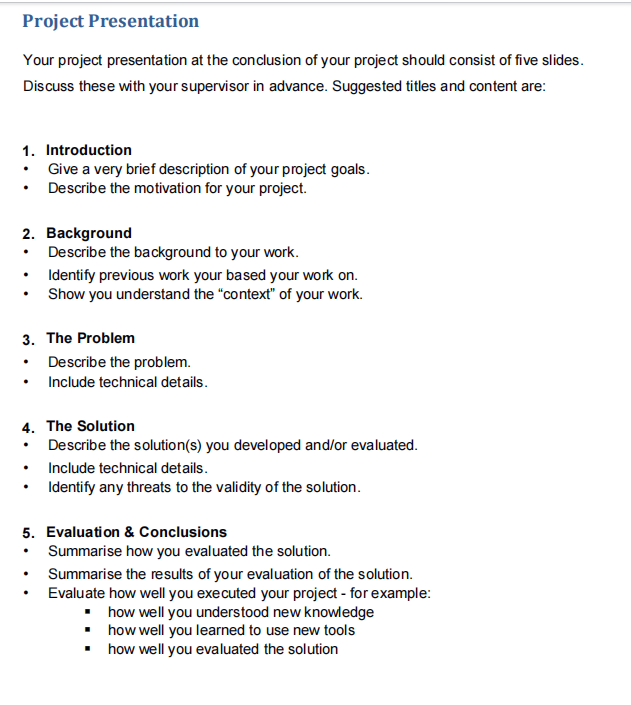 Project Presentation
Your project presentation at the conclusion of your project should consist of five slides.
Discuss these with your supervisor in advance. Suggested titles and content are:
1. Introduction
• Give a very brief description of your project goals.
• Describe the motivation for your project.
2. Background
• Describe the background to your work.
• Identify previous work your based your work on.
• Show you understand the “context” of your work.
3. The Problem
• Describe the problem.
• Include technical details.
4. The Solution
• Describe the solution(s) you developed and/or evaluated.
• Include technical details.
• Identify any threats to the validity of the solution.
5. Evaluation & Conclusions
• Summarise how you evaluated the solution.
• Summarise the results of your evaluation of the solution.
• Evaluate how well you executed your project - for example:
▪ how well you understood new knowledge
▪ how well you learned to use new tools
▪ how well you evaluated the solution